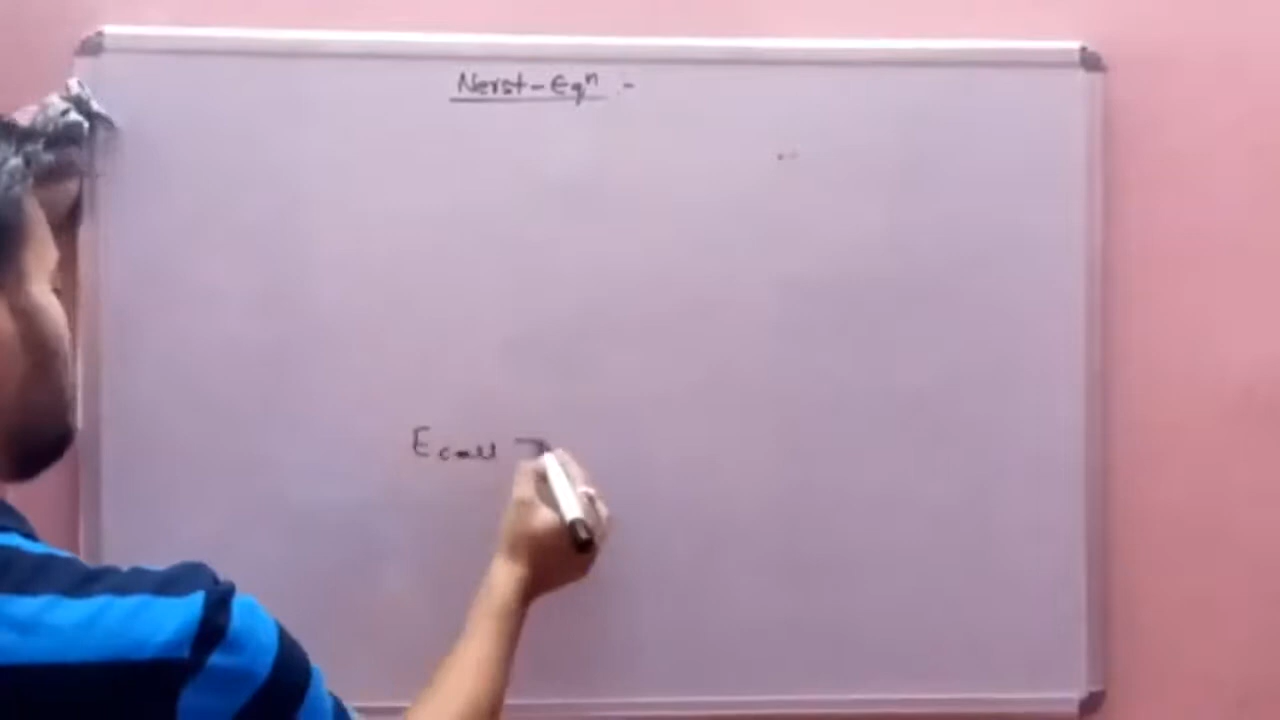 Nerst-Eqⁿ -
Ecell =